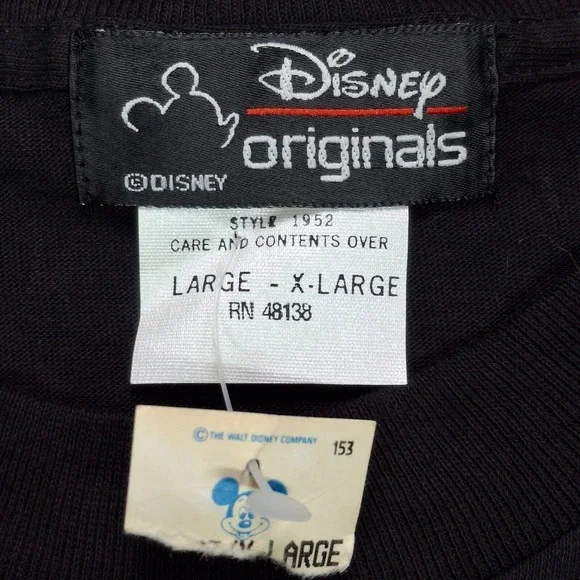 Disney
originals
©DISNEY
STYLE 1952
CARE AND CONTENTS OVER
LARGE - X-LARGE
RN 48138
© THE WALT DISNEY COMPANY
153
LARGE